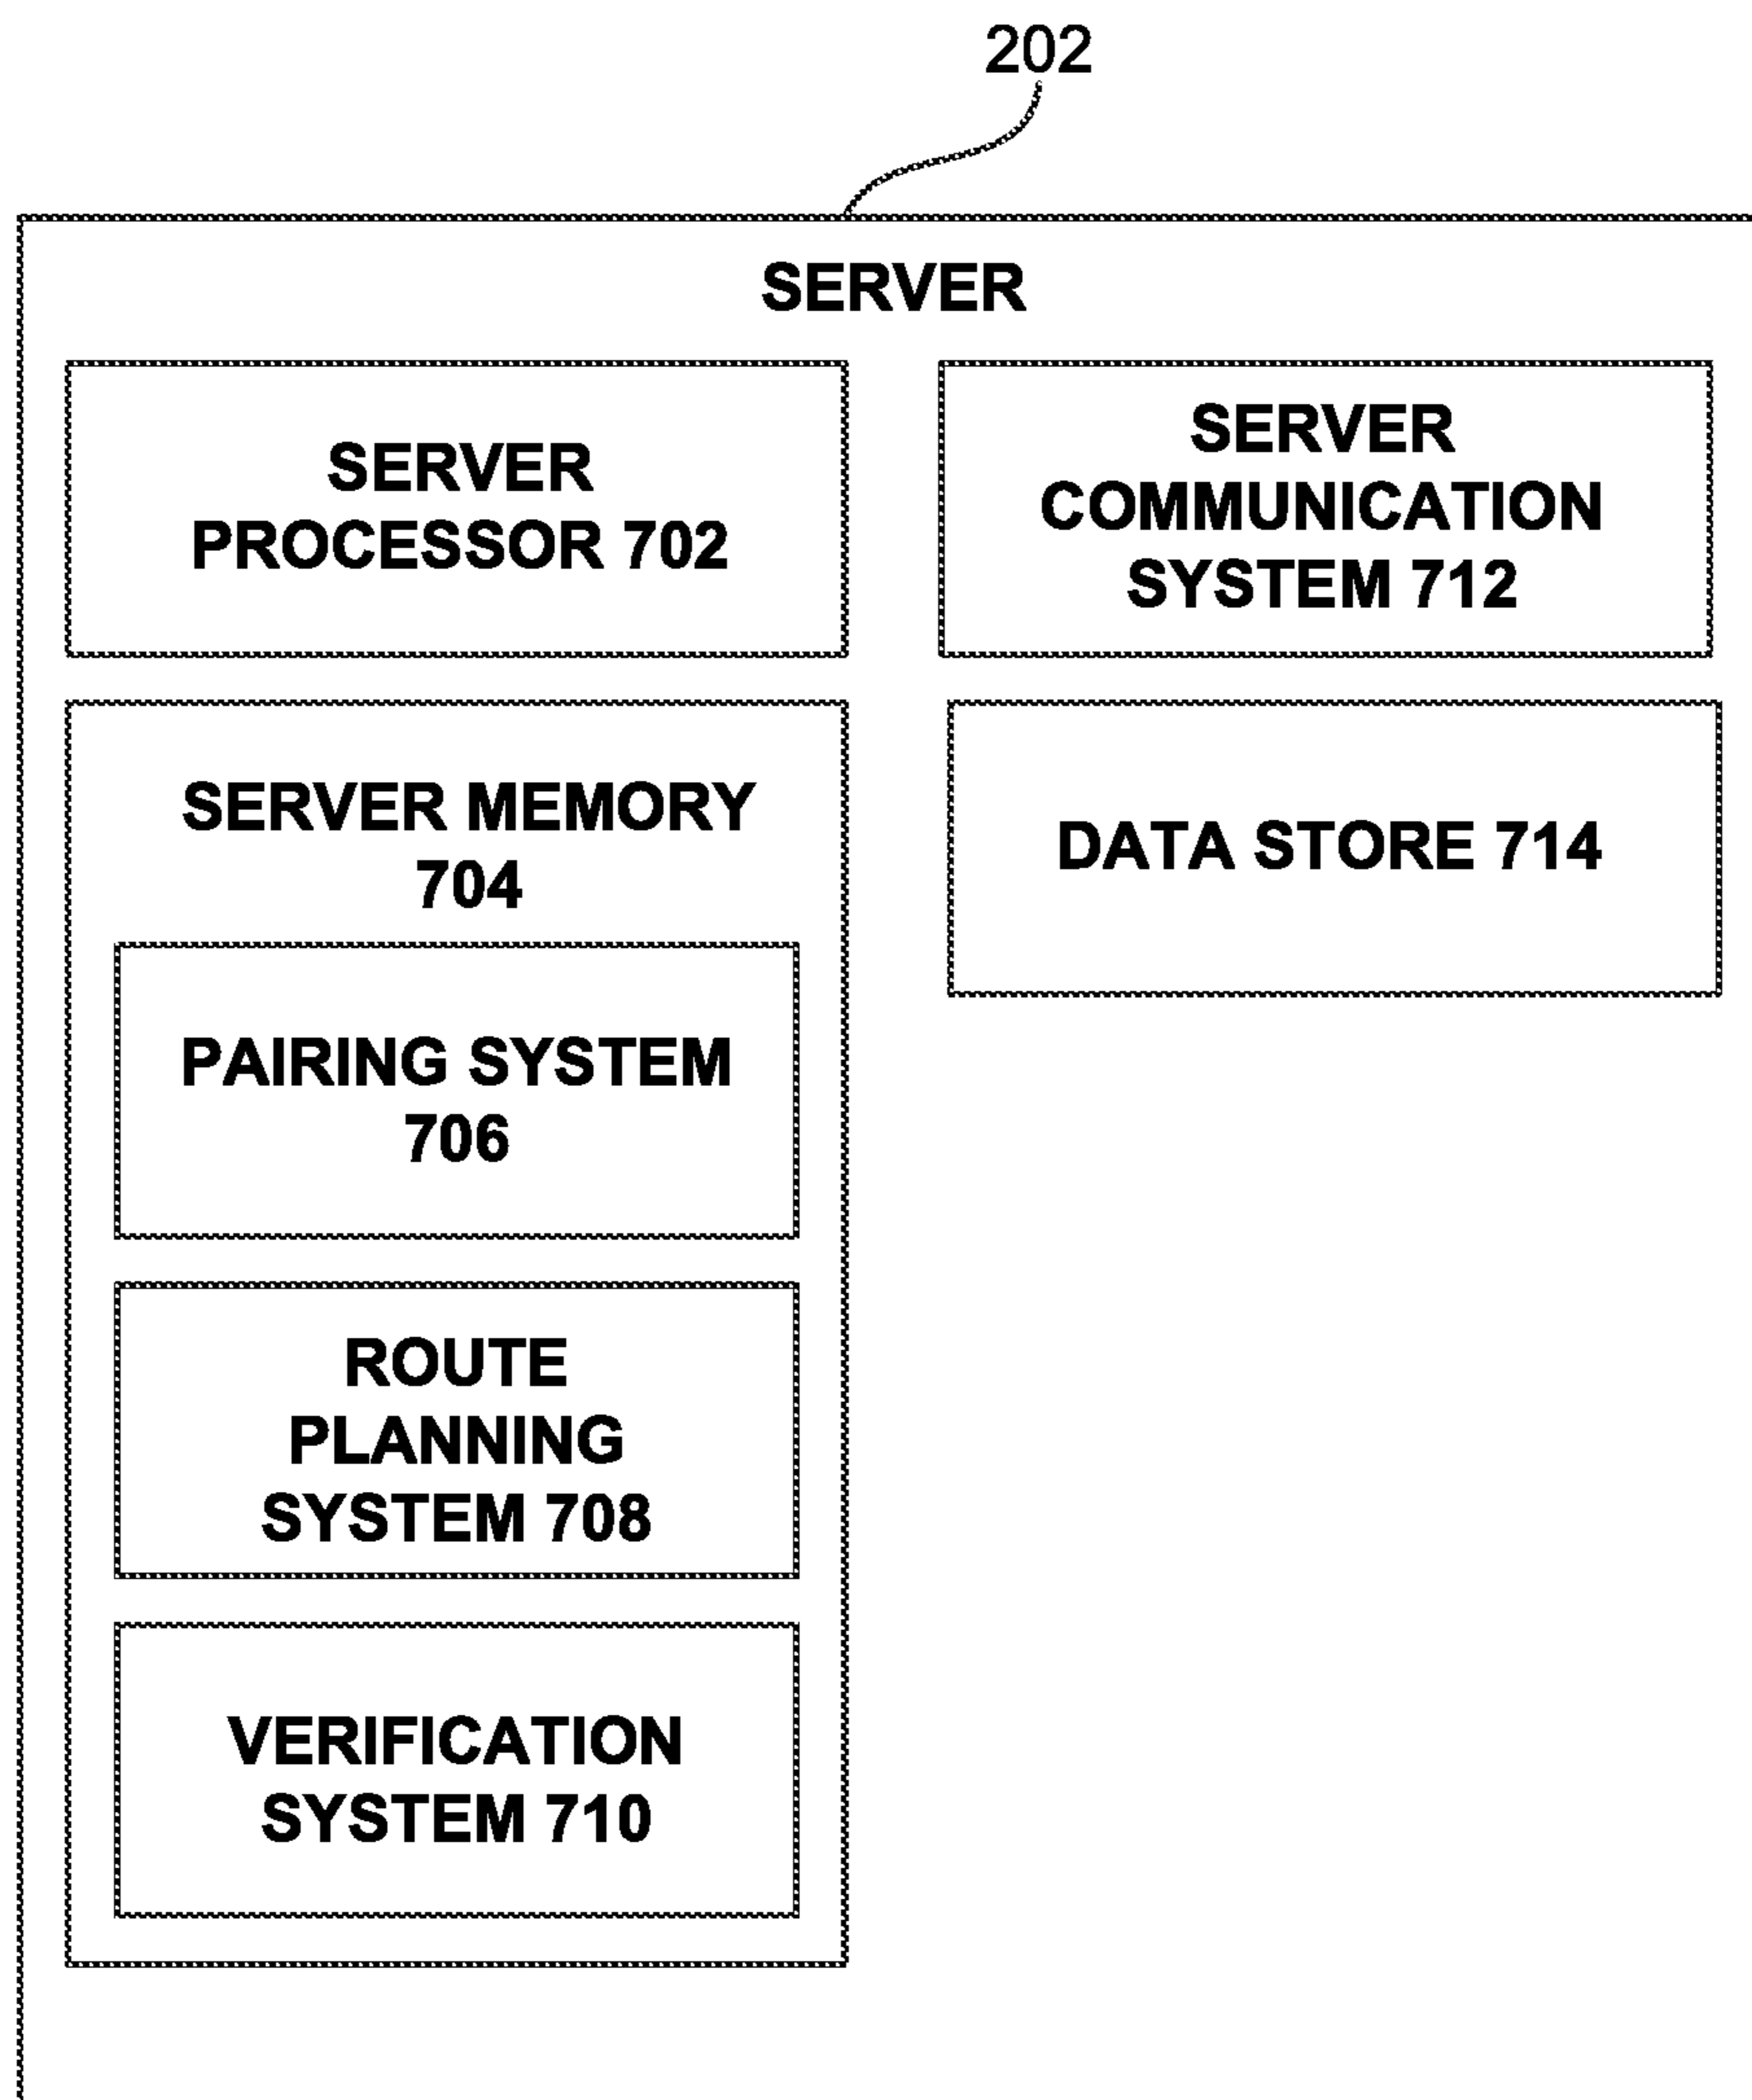 202
SERVER
SERVER
PROCESSOR 702
SERVER
COMMUNICATION
SYSTEM 712
SERVER MEMORY
704
DATA STORE 714
PAIRING SYSTEM
706
ROUTE
PLANNING
SYSTEM 708
VERIFICATION
SYSTEM 710